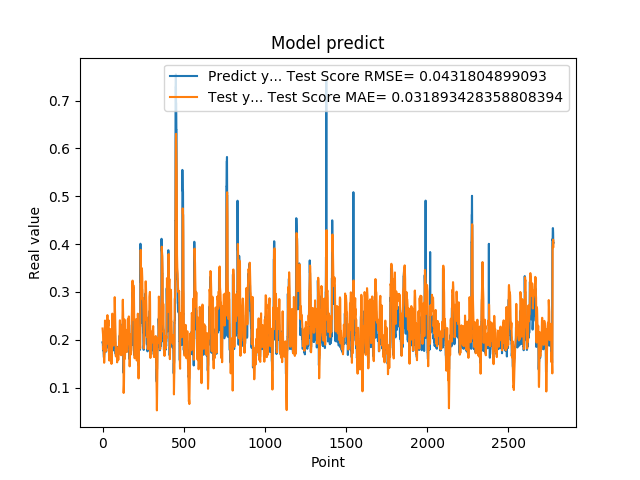 Model predict
Predict y... Test Score RMSE= 0.0431804899093
Test y... Test Score MAE= 0.031893428358808394
Real value
0.7
0.6
0.5
0.4
0.3
0.2
0.1
0 500 1000 1500 2000 2500
Point